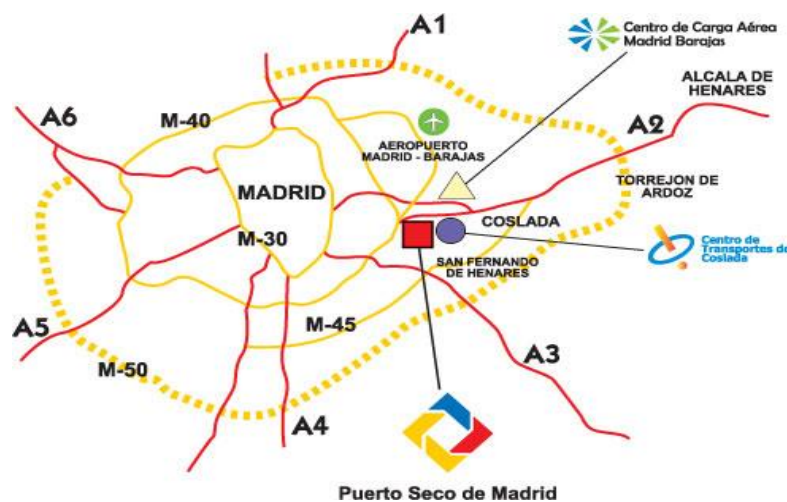 A1
Centro de Carga Aérea
Madrid Barajas
ALCALA DE
HENARES
A6
M-40
A2
AEROPUERTO
MADRID - BARAJAS
MADRID
TORREJON DE
ARDOZ
COSLADA
M-30
SAN FERNANDO
DE HENARES
Centro de
Transportes de
Coslada
A5
M-45
M-50
A3
A4
Puerto Seco de Madrid